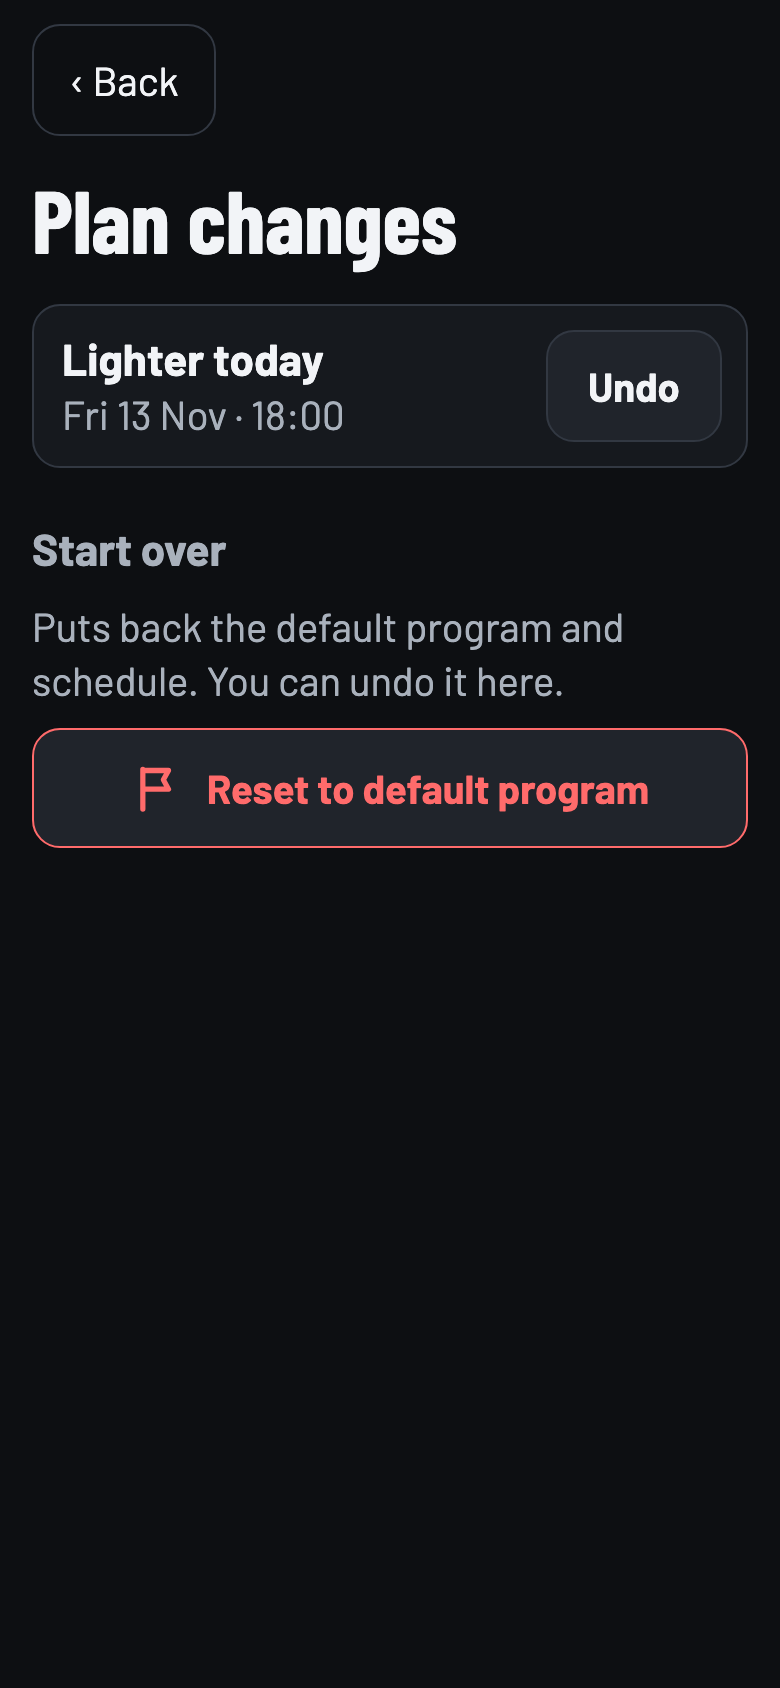 ‹ Back
Plan changes
Lighter today
Fri 13 Nov · 18:00
Undo
Start over
Puts back the default program and
schedule. You can undo it here.
Reset to default program